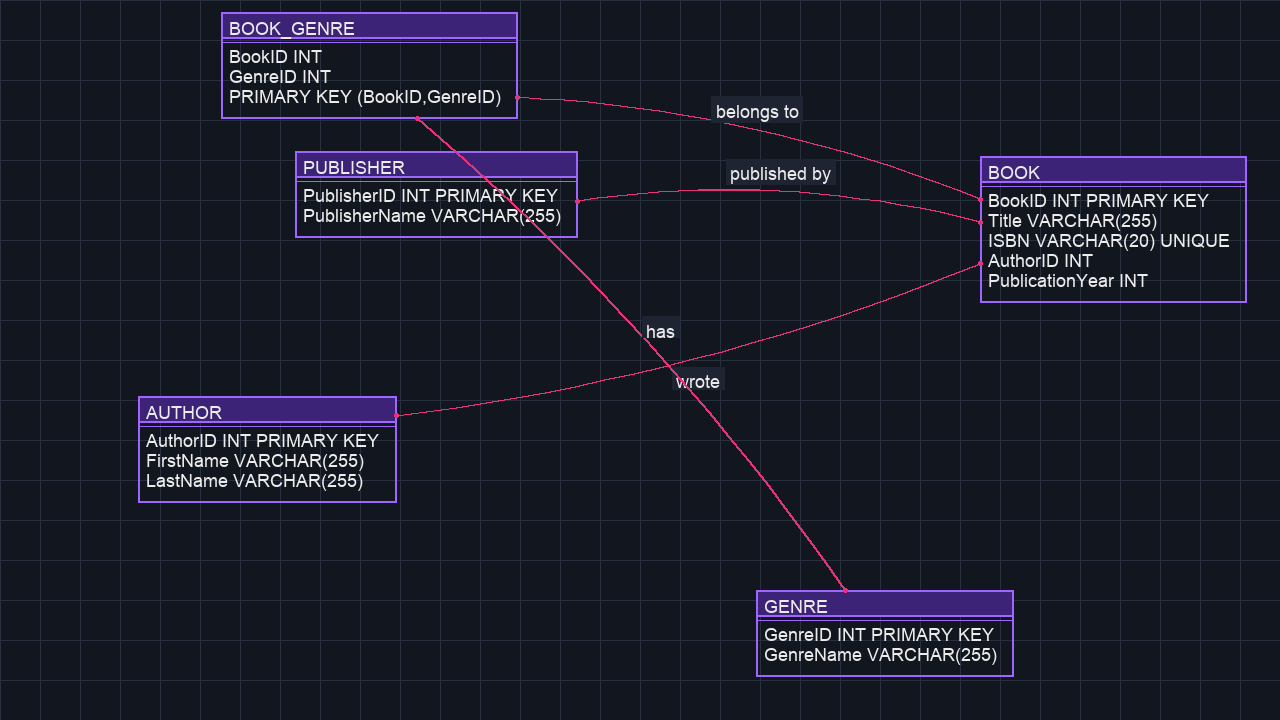 BOOK_GENRE
BookID INT
GenreID INT
PRIMARY KEY (BookID,GenreID)
belongs to
PUBLISHER
PublisherID INT PRIMARY KEY
PublisherName VARCHAR(255)
published by
BOOK
BookID INT PRIMARY KEY
Title VARCHAR(255)
ISBN VARCHAR(20) UNIQUE
AuthorID INT
PublicationYear INT
has
wrote
AUTHOR
AuthorID INT PRIMARY KEY
FirstName VARCHAR(255)
LastName VARCHAR(255)
GENRE
GenreID INT PRIMARY KEY
GenreName VARCHAR(255)